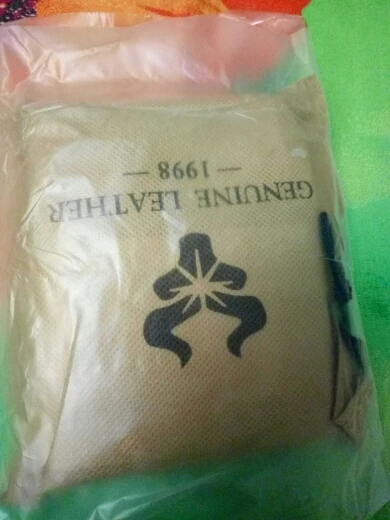 GENUINE LEATHER
— 1998 —